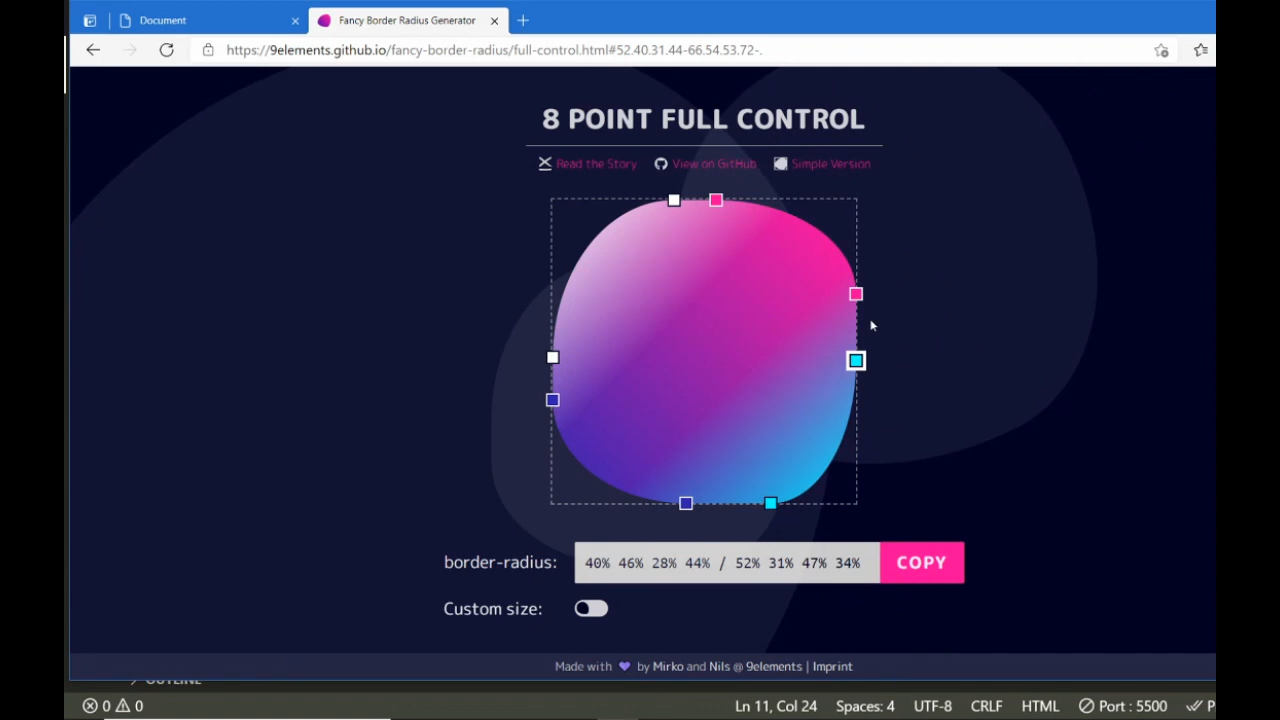 Document
Fancy Border Radius Generator
https://9elements.github.io/fancy-border-radius/full-control.html#52.40.31.44-66.54.53.72-.
8 POINT FULL CONTROL
Read the Story View on GitHub Simple Version
border-radius: 40% 46% 28% 44% / 52% 31% 47% 34% COPY
Custom size:
Made with by Mirko and Nils @ 9elements | Imprint
OUTLINE
0 0 Ln 11, Col 24 Spaces: 4 UTF-8 CRLF HTML Port : 5500 P